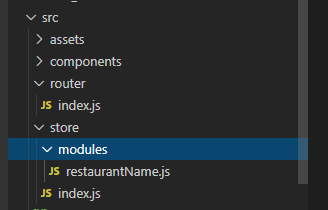 src
assets
components
router
JS index.js
store
modules
JS restaurantName.js
JS index.js